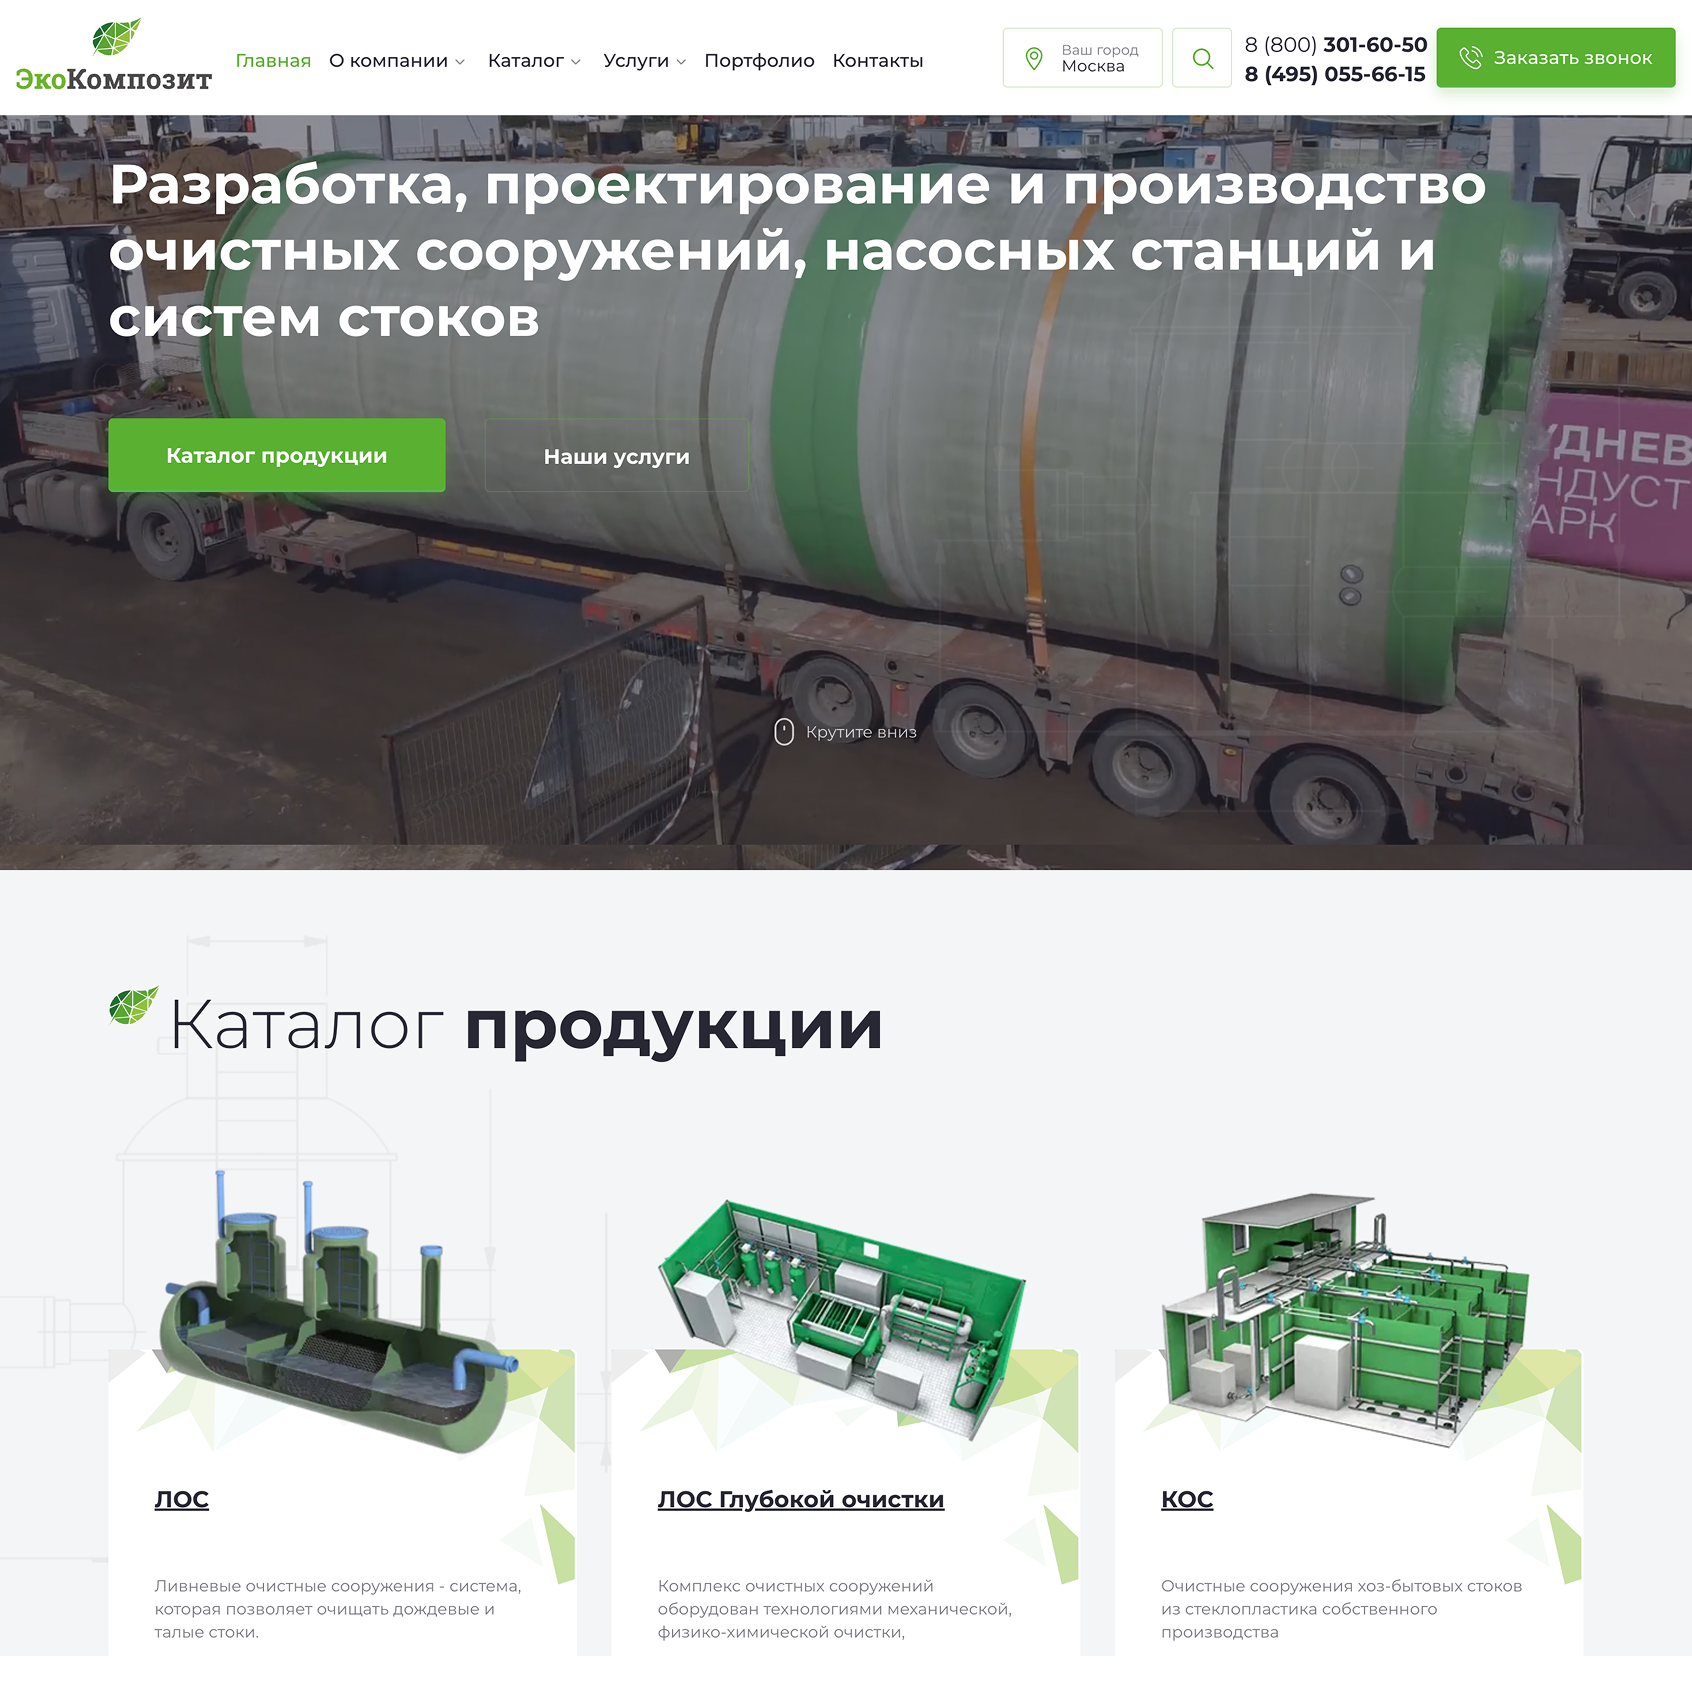 ЭкоКомпозит
Главная
О компании
Каталог
Услуги
Портфолио
Контакты
Ваш город
Москва
8 (800) 301-60-50
8 (495) 055-66-15
Заказать звонок
Разработка, проектирование и производство
очистных сооружений, насосных станций и
систем стоков
Каталог продукции
Наши услуги
УДНЕВ
НДУСТ
АРК
Крутите вниз
Каталог продукции
ЛОС
Ливневые очистные сооружения - система,
которая позволяет очищать дождевые и
талые стоки.
ЛОС Глубокой очистки
Комплекс очистных сооружений
оборудован технологиями механической,
физико-химической очистки,
КОС
Очистные сооружения хоз-бытовых стоков
из стеклопластика собственного
производства